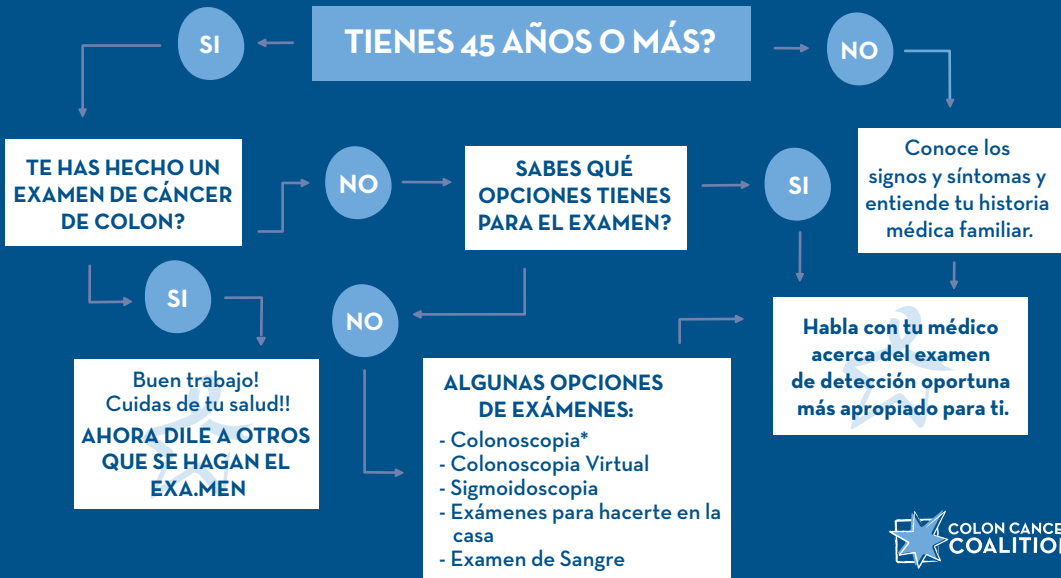 TIENES 45 AÑOS O MÁS?
SI
NO
TE HAS HECHO UN
EXAMEN DE CÁNCER
DE COLON?
NO
SABES QUÉ
OPCIONES TIENES
PARA EL EXAMEN?
SI
Conoce los
signos y síntomas y
entiende tu historia
médica familiar.
SI
NO
Buen trabajo!
Cuidas de tu salud!!
AHORA DILE A OTROS
QUE SE HAGAN EL
EXA.MEN
ALGUNAS OPCIONES
DE EXÁMENES:
- Colonoscopia*
- Colonoscopia Virtual
- Sigmoidoscopia
- Exámenes para hacerte en la
casa
- Examen de Sangre
Habla con tu médico
acerca del examen
de detección oportuna
más apropiado para ti.
COLON CANCE
COALITION